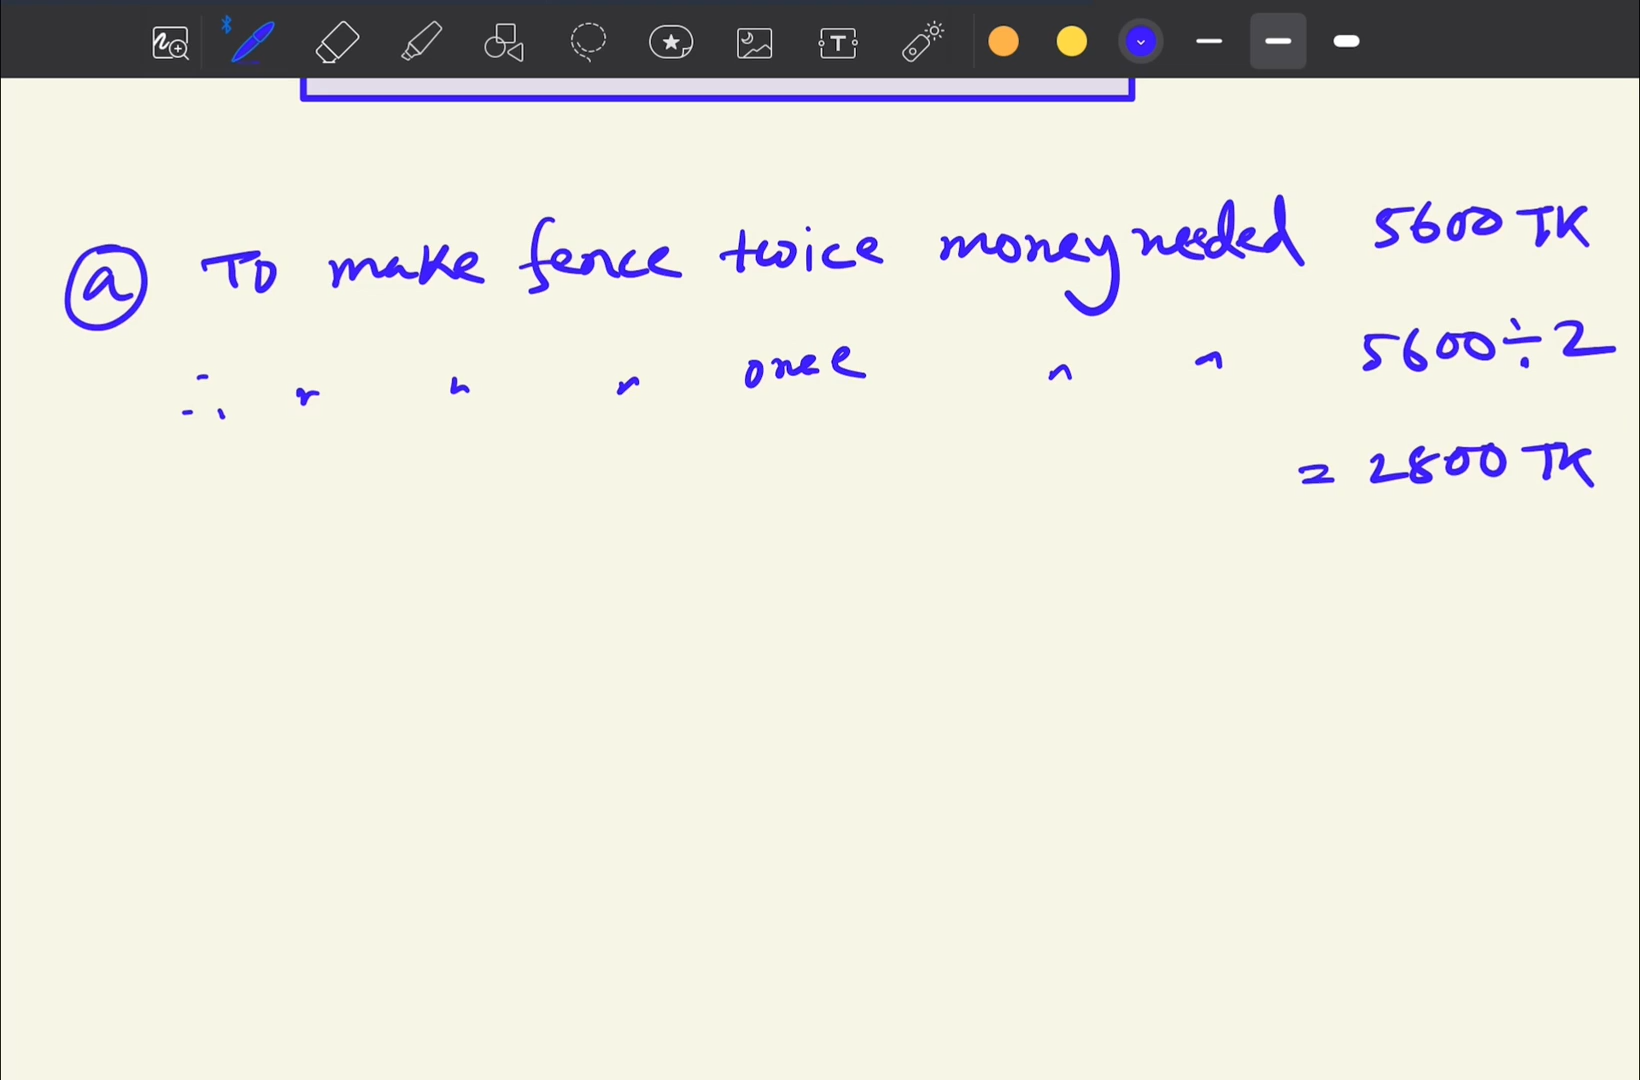 ⓐ To make fence twice money needed 5600 TK
∴ " " " once " " 5600÷2
= 2800 TK